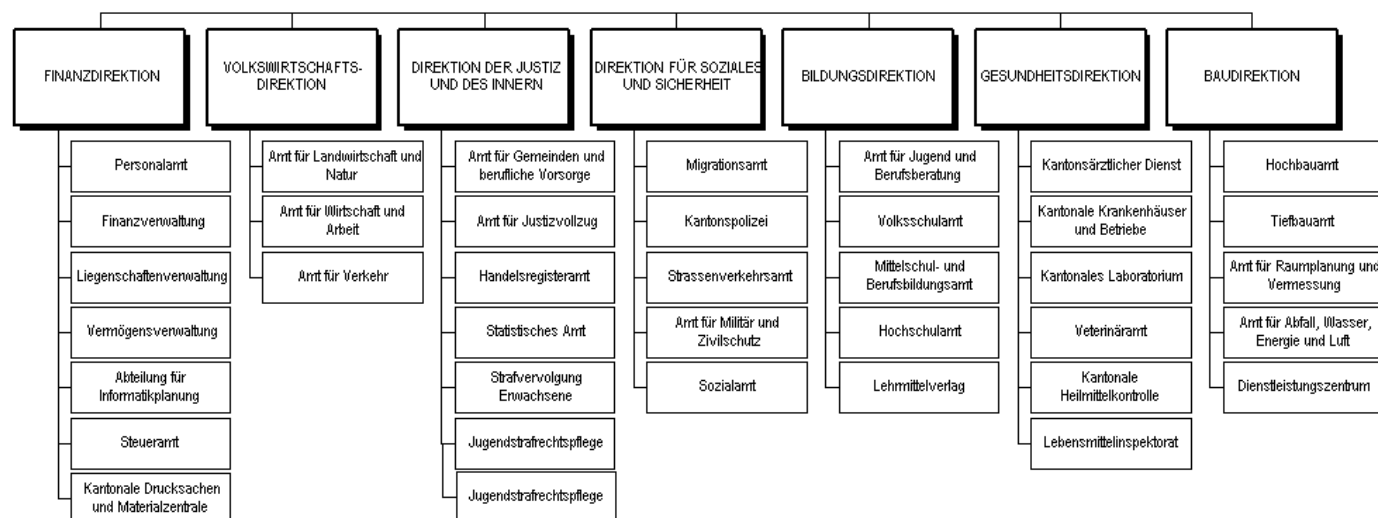 FINANZDIREKTION
VOLKSWIRTSCHAFTS-
DIREKTION
DIREKTION DER JUSTIZ
UND DES INNERN
DIREKTION FÜR SOZIALES
UND SICHERHEIT
BILDUNGSDIREKTION
GESUNDHEITSDIREKTION
BAUDIREKTION
Personalamt
Finanzverwaltung
Liegenschaftenverwaltung
Vermögensverwaltung
Abteilung für
Informatikplanung
Steueramt
Kantonale Drucksachen
und Materialzentrale
Amt für Landwirtschaft und
Natur
Amt für Wirtschaft und
Arbeit
Amt für Verkehr
Amt für Gemeinden und
berufliche Vorsorge
Amt für Justizvollzug
Handelsregisteramt
Statistisches Amt
Strafvervolgung
Erwachsene
Jugendstrafrechtspflege
Jugendstrafrechtspflege
Migrationsamt
Kantonspolizei
Strassenverkehrsamt
Amt für Militär und
Zivilschutz
Sozialamt
Amt für Jugend und
Berufsberatung
Volksschulamt
Mittelschul- und
Berufsbildungsamt
Hochschulamt
Lehrmittelverlag
Kantonsärztlicher Dienst
Kantonale Krankenhäuser
und Betriebe
Kantonales Laboratorium
Veterinäramt
Kantonale
Heilmittelkontrolle
Lebensmittelinspektorat
Hochbauamt
Tiefbauamt
Amt für Raumplanung und
Vermessung
Amt für Abfall, Wasser,
Energie und Luft
Dienstleistungszentrum